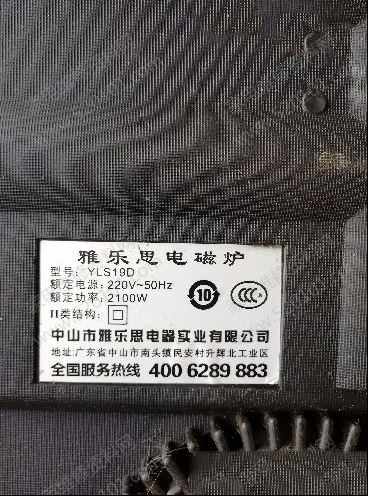 雅乐思电磁炉
型号: YLS19D
额定电源: 220V~50Hz
额定功率: 2100W
II类结构:
10
CCC
中山市雅乐思电器实业有限公司
地址:广东省中山市南头镇民安村升辉北工业区
全国服务热线 400 6289 883